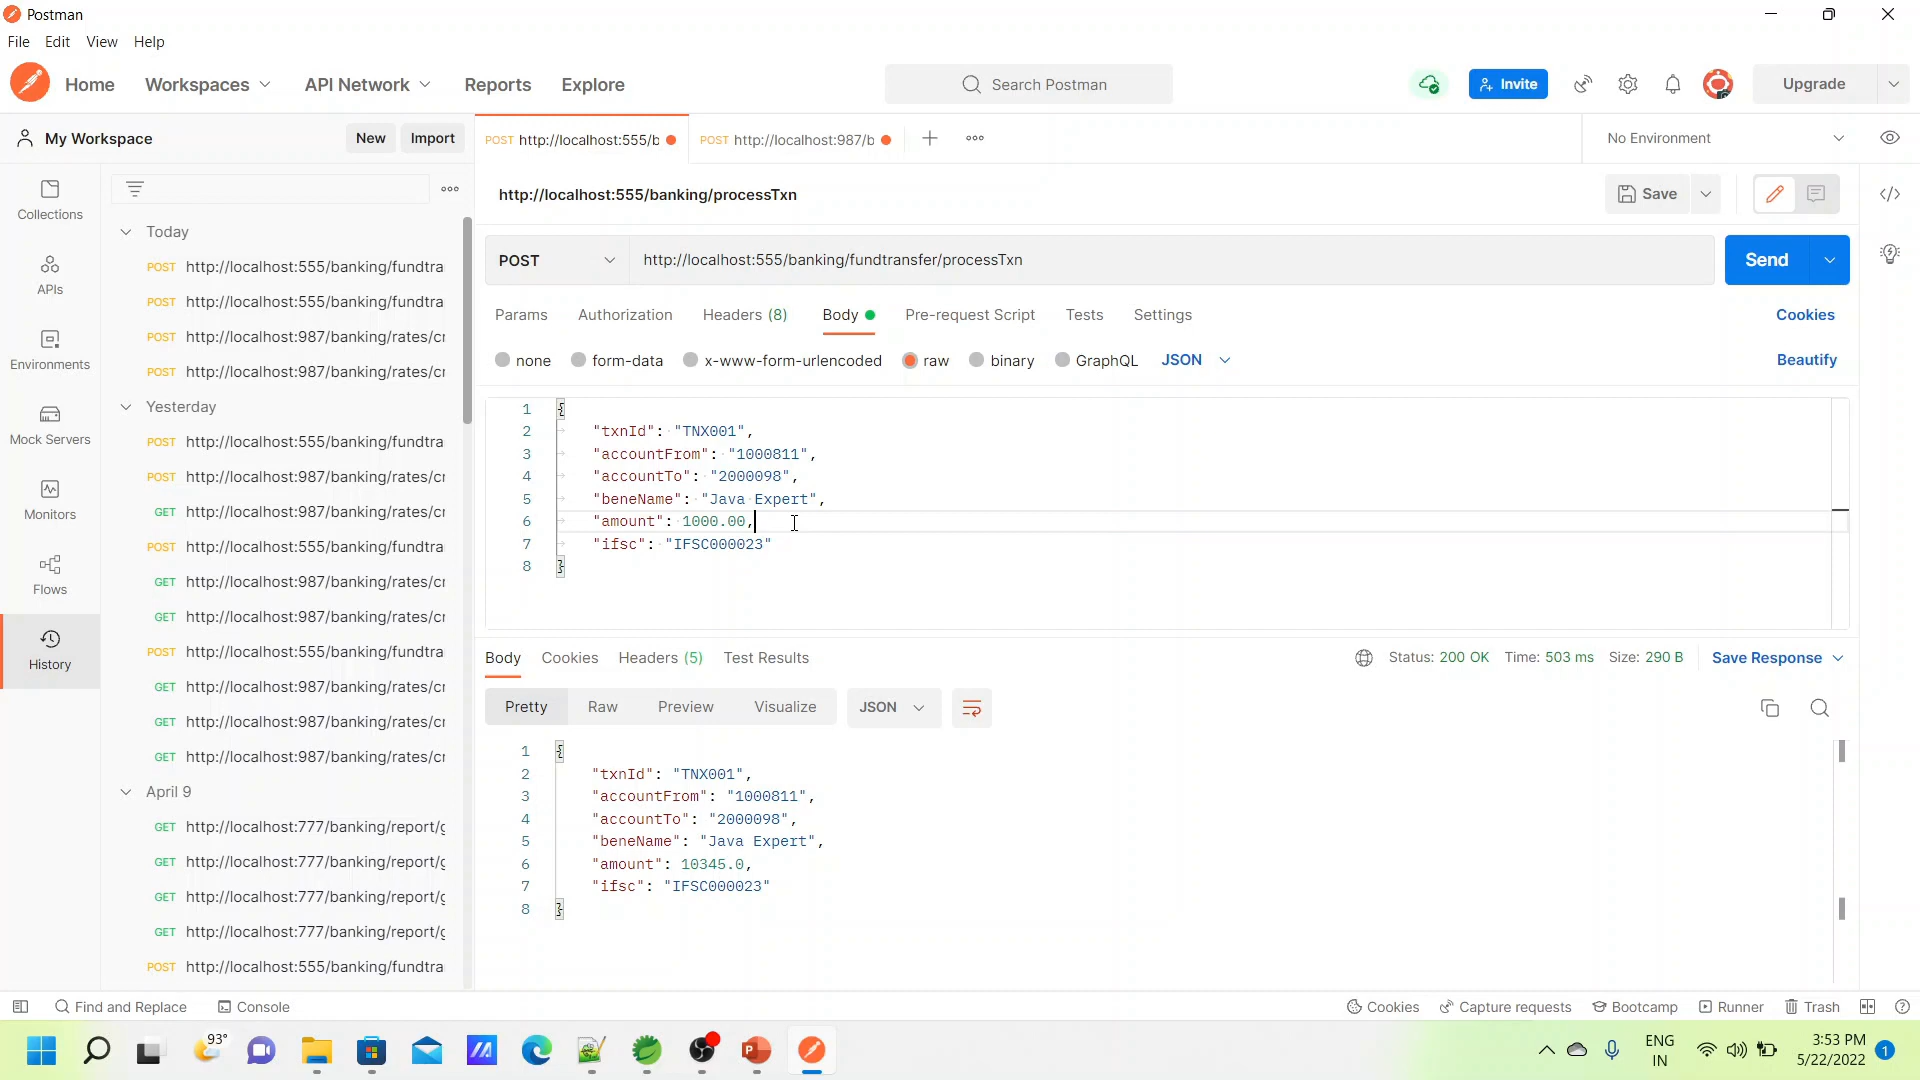 Postman
File Edit View Help
Home Workspaces API Network Reports Explore
Search Postman
Invite
Upgrade
My Workspace
New Import
POST http://localhost:555/b
POST http://localhost:987/b
No Environment
Collections
APIs
Environments
Mock Servers
Monitors
Flows
History
Today
POST http://localhost:555/banking/fundtra
POST http://localhost:555/banking/fundtra
POST http://localhost:987/banking/rates/cr
POST http://localhost:987/banking/rates/cr
Yesterday
POST http://localhost:555/banking/fundtra
POST http://localhost:987/banking/rates/cr
GET http://localhost:987/banking/rates/cr
POST http://localhost:555/banking/fundtra
GET http://localhost:987/banking/rates/cr
GET http://localhost:987/banking/rates/cr
POST http://localhost:555/banking/fundtra
GET http://localhost:987/banking/rates/cr
GET http://localhost:987/banking/rates/cr
GET http://localhost:987/banking/rates/cr
April 9
GET http://localhost:777/banking/report/g
GET http://localhost:777/banking/report/g
GET http://localhost:777/banking/report/g
GET http://localhost:777/banking/report/g
POST http://localhost:555/banking/fundtra
http://localhost:555/banking/processTxn
Save
POST http://localhost:555/banking/fundtransfer/processTxn
Send
Params Authorization Headers (8) Body Pre-request Script Tests Settings
Cookies
none form-data x-www-form-urlencoded raw binary GraphQL JSON
Beautify
1 {
2 "txnId": "TNX001",
3 "accountFrom": "1000811",
4 "accountTo": "2000098",
5 "beneName": "Java Expert",
6 "amount": 1000.00,
7 "ifsc": "IFSC000023"
8 }
Body Cookies Headers (5) Test Results
Status: 200 OK Time: 503 ms Size: 290 B Save Response
Pretty Raw Preview Visualize JSON
1 {
2 "txnId": "TNX001",
3 "accountFrom": "1000811",
4 "accountTo": "2000098",
5 "beneName": "Java Expert",
6 "amount": 10345.0,
7 "ifsc": "IFSC000023"
8 }
Find and Replace Console
Cookies Capture requests Bootcamp Runner Trash
93°
ENG
IN
3:53 PM
5/22/2022
1